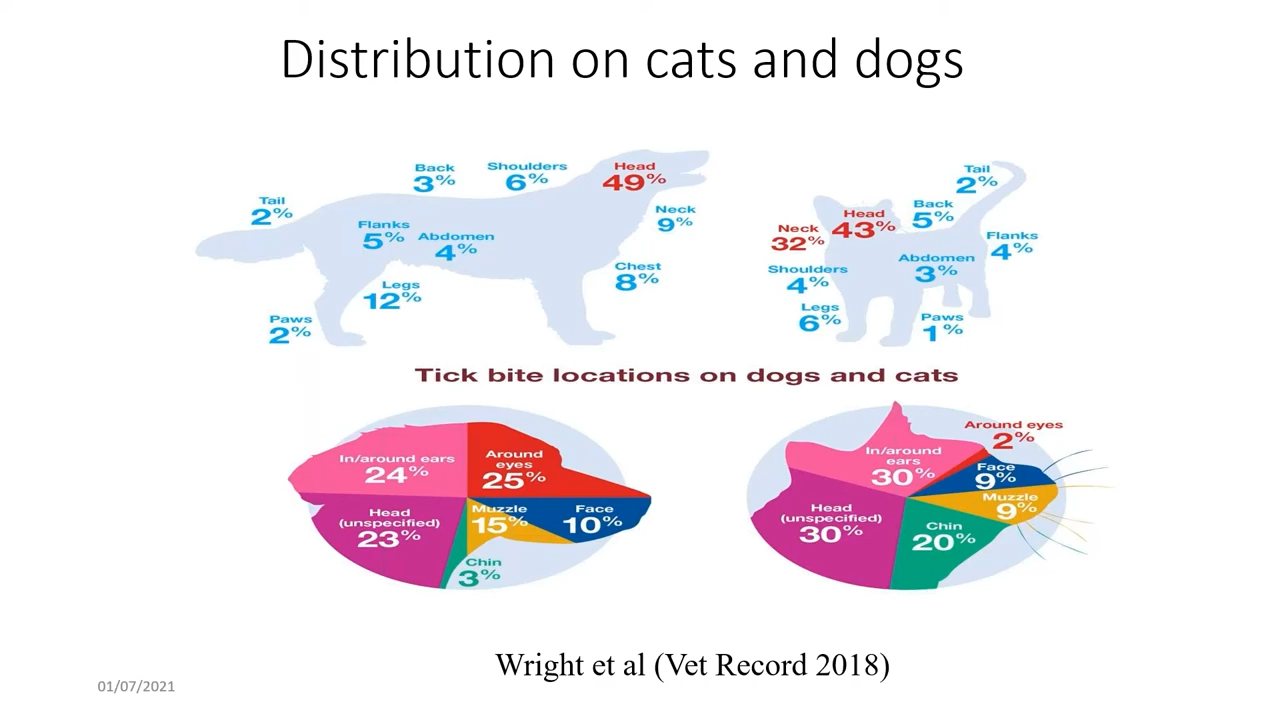 Distribution on cats and dogs
Back
3%
Shoulders
6%
Head
49%
Tail
2%
Neck
9%
Flanks
5%
Abdomen
4%
Chest
8%
Legs
12%
Paws
2%
Tail
2%
Back
5%
Head
43%
Neck
32%
Flanks
4%
Abdomen
3%
Shoulders
4%
Legs
6%
Paws
1%
Tick bite locations on dogs and cats
In/around ears
24%
Around
eyes
25%
Head
(unspecified)
23%
Muzzle
15%
Face
10%
Chin
3%
Around eyes
2%
In/around
ears
30%
Face
9%
Muzzle
9%
Head
(unspecified)
30%
Chin
20%
Wright et al (Vet Record 2018)
01/07/2021